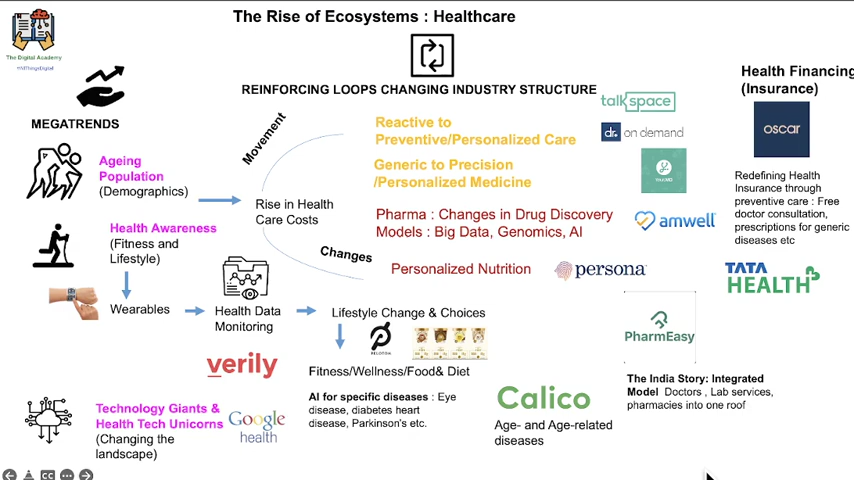 The Rise of Ecosystems : Healthcare
The Digital Academy
REINFORCING LOOPS CHANGING INDUSTRY STRUCTURE
MEGATRENDS
Ageing
Population
(Demographics)
Health Awareness
(Fitness and
Lifestyle)
Wearables
Technology Giants &
Health Tech Unicorns
(Changing the
landscape)
Movement
Rise in Health
Care Costs
Changes
Health Data
Monitoring
verily
Google
health
Reactive to
Preventive/Personalized Care
Generic to Precision
/Personalized Medicine
Pharma : Changes in Drug Discovery
Models : Big Data, Genomics, AI
Personalized Nutrition
persona
Lifestyle Change & Choices
PELOTON
Fitness/Wellness/Food& Diet
AI for specific diseases : Eye
disease, diabetes heart
disease, Parkinson's etc.
Calico
Age- and Age-related
diseases
talkspace
dr. on demand
amwell
Health Financing
(Insurance)
oscar
Redefining Health
Insurance through
preventive care : Free
doctor consultation,
prescriptions for generic
diseases etc
TATA
HEALTH
PharmEasy
The India Story: Integrated
Model Doctors , Lab services,
pharmacies into one roof
CC